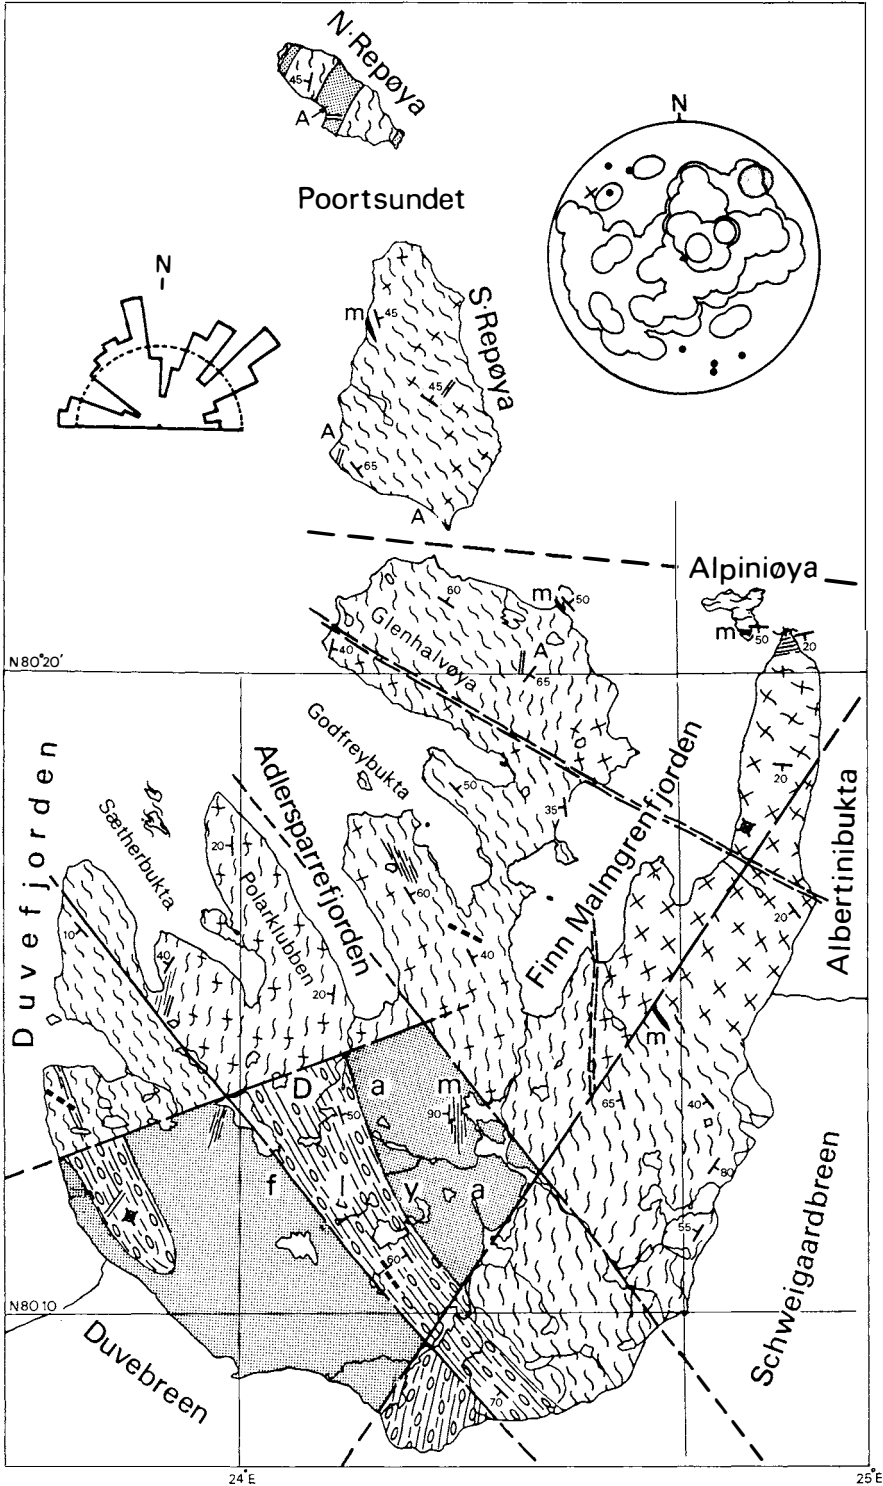 N·Repøya
45
A
N
Poortsundet
N
m
45
S·Repøya
45
A
65
A
Alpiniøya
60
m
50
m
50
20
Glenhalvøya
40
A
65
N80°20'
Godfreybukta
Adlersparrefjorden
Duvefjorden
Sætherbukta
50
35
20
20
Finn Malmgrenfjorden
Albertinibukta
20
Polarklubben
60
10
40
20
40
m
D a m
f l y a
50
90
65
40
80
55
60
70
N80 10
Duvebreen
Schweigaardbreen
24°E
25°E